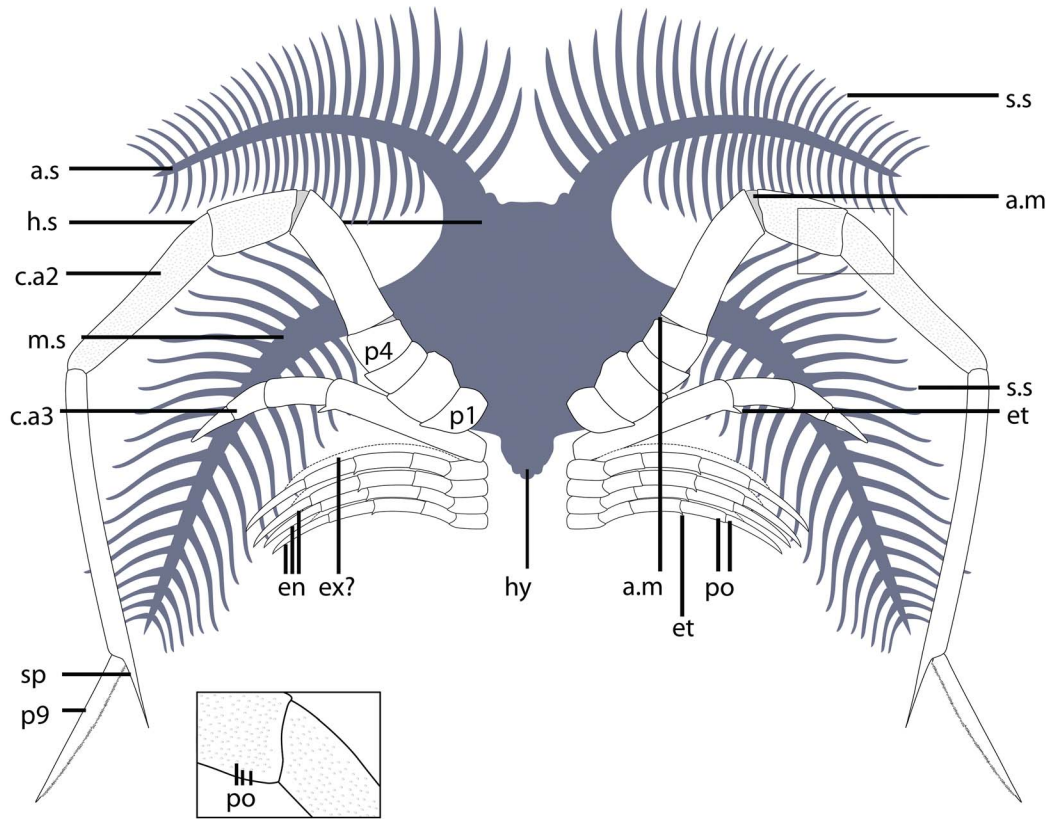 s.s
a.s
a.m
h.s
c.a2
m.s
p4
s.s
c.a3
p1
et
en
ex?
hy
a.m
po
et
sp
p9
po